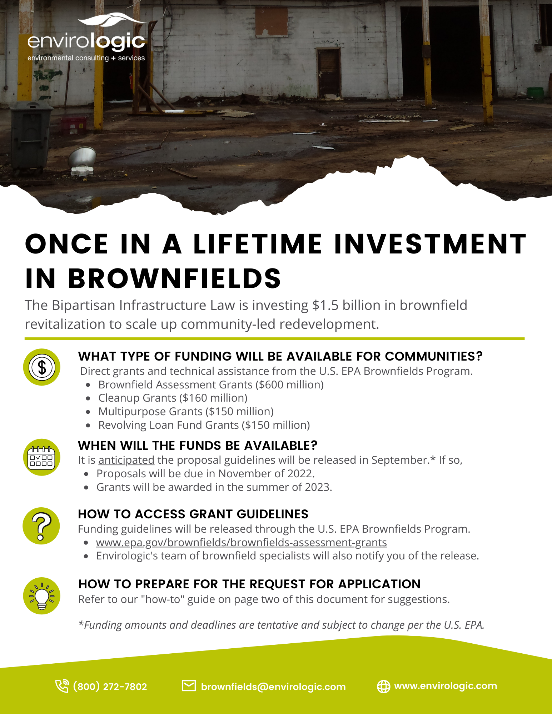 envirologic
environmental consulting + services
ONCE IN A LIFETIME INVESTMENT
IN BROWNFIELDS
The Bipartisan Infrastructure Law is investing $1.5 billion in brownfield
revitalization to scale up community-led redevelopment.
$
WHAT TYPE OF FUNDING WILL BE AVAILABLE FOR COMMUNITIES?
Direct grants and technical assistance from the U.S. EPA Brownfields Program.
• Brownfield Assessment Grants ($600 million)
• Cleanup Grants ($160 million)
• Multipurpose Grants ($150 million)
• Revolving Loan Fund Grants ($150 million)
WHEN WILL THE FUNDS BE AVAILABLE?
It is anticipated the proposal guidelines will be released in September.* If so,
• Proposals will be due in November of 2022.
• Grants will be awarded in the summer of 2023.
?
HOW TO ACCESS GRANT GUIDELINES
Funding guidelines will be released through the U.S. EPA Brownfields Program.
• www.epa.gov/brownfields/brownfields-assessment-grants
• Envirologic's team of brownfield specialists will also notify you of the release.
HOW TO PREPARE FOR THE REQUEST FOR APPLICATION
Refer to our "how-to" guide on page two of this document for suggestions.
*Funding amounts and deadlines are tentative and subject to change per the U.S. EPA.
(800) 272-7802
brownfields@envirologic.com
www.envirologic.com